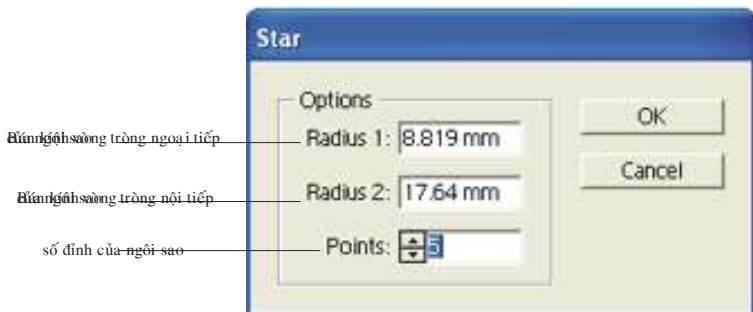 Star
Options
vòng tròng ngoại tiếp
Radius 1: 8.819 mm
OK
vòng tròng nội tiếp
Radius 2: 17.64 mm
Cancel
số đỉnh của ngôi sao
Points: 5